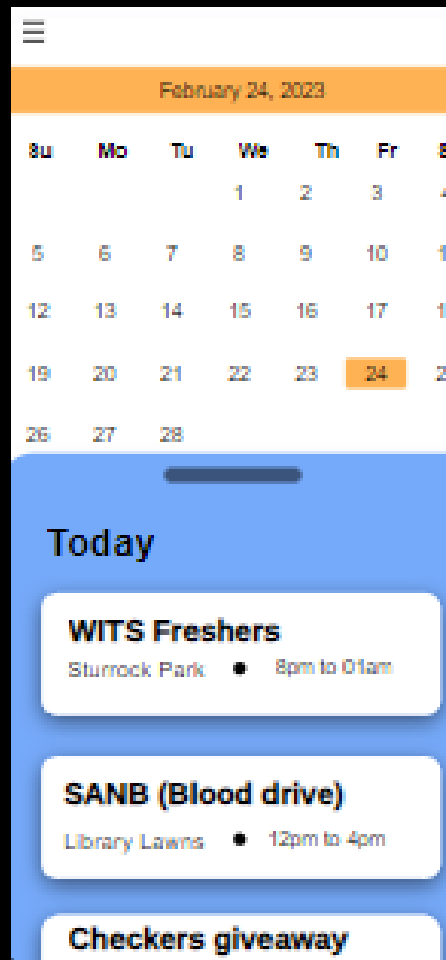 February 24, 2023
Su Mo Tu We Th Fr
1 2 3
5 6 7 8 9 10
12 13 14 15 16 17
19 20 21 22 23 24
26 27 28
Today
WITS Freshers
Sturrock Park ● 8pm to 01am
SANB (Blood drive)
Library Lawns ● 12pm to 4pm
Checkers giveaway